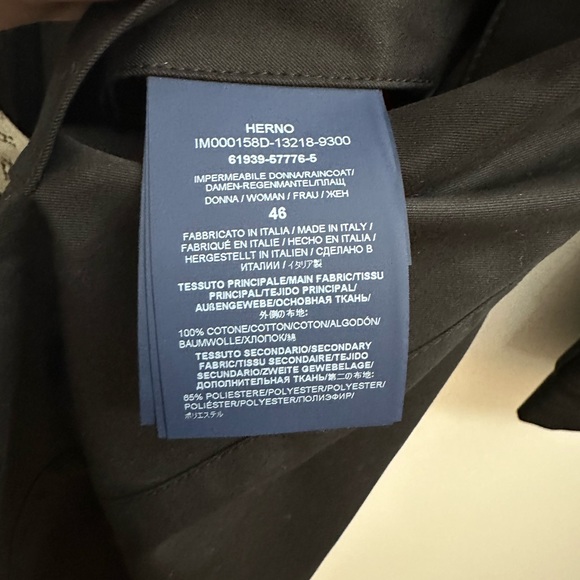 HERNO
IM000158D-13218-9300
61939-57776-5
IMPERMEABILE DONNA/RAINCOAT/
DAMEN-REGENMANTEL/ПЛАЩ
DONNA / WOMAN / FRAU / ЖЕН
46
FABBRICATO IN ITALIA / MADE IN ITALY /
FABRIQUÉ EN ITALIE / HECHO EN ITALIA /
HERGESTELLT IN ITALIEN / СДЕЛАНО В
ИТАЛИИ / イタリア製
TESSUTO PRINCIPALE/MAIN FABRIC/TISSU
PRINCIPAL/TEJIDO PRINCIPAL/
AUßENGEWEBE/ОСНОВНАЯ ТКАНЬ/
外側の布地:
100% COTONE/COTTON/COTON/ALGODÓN/
BAUMWOLLE/ХЛОПОК/綿
TESSUTO SECONDARIO/SECONDARY
FABRIC/TISSU SECONDAIRE/TEJIDO
SECUNDARIO/ZWEITE GEWEBELAGE/
ДОПОЛНИТЕЛЬНАЯ ТКАНЬ/第二の布地:
65% POLIESTERE/POLYESTER/POLYESTER/
POLIÉSTER/POLYESTER/ПОЛИЭФИР/
ポリエステル